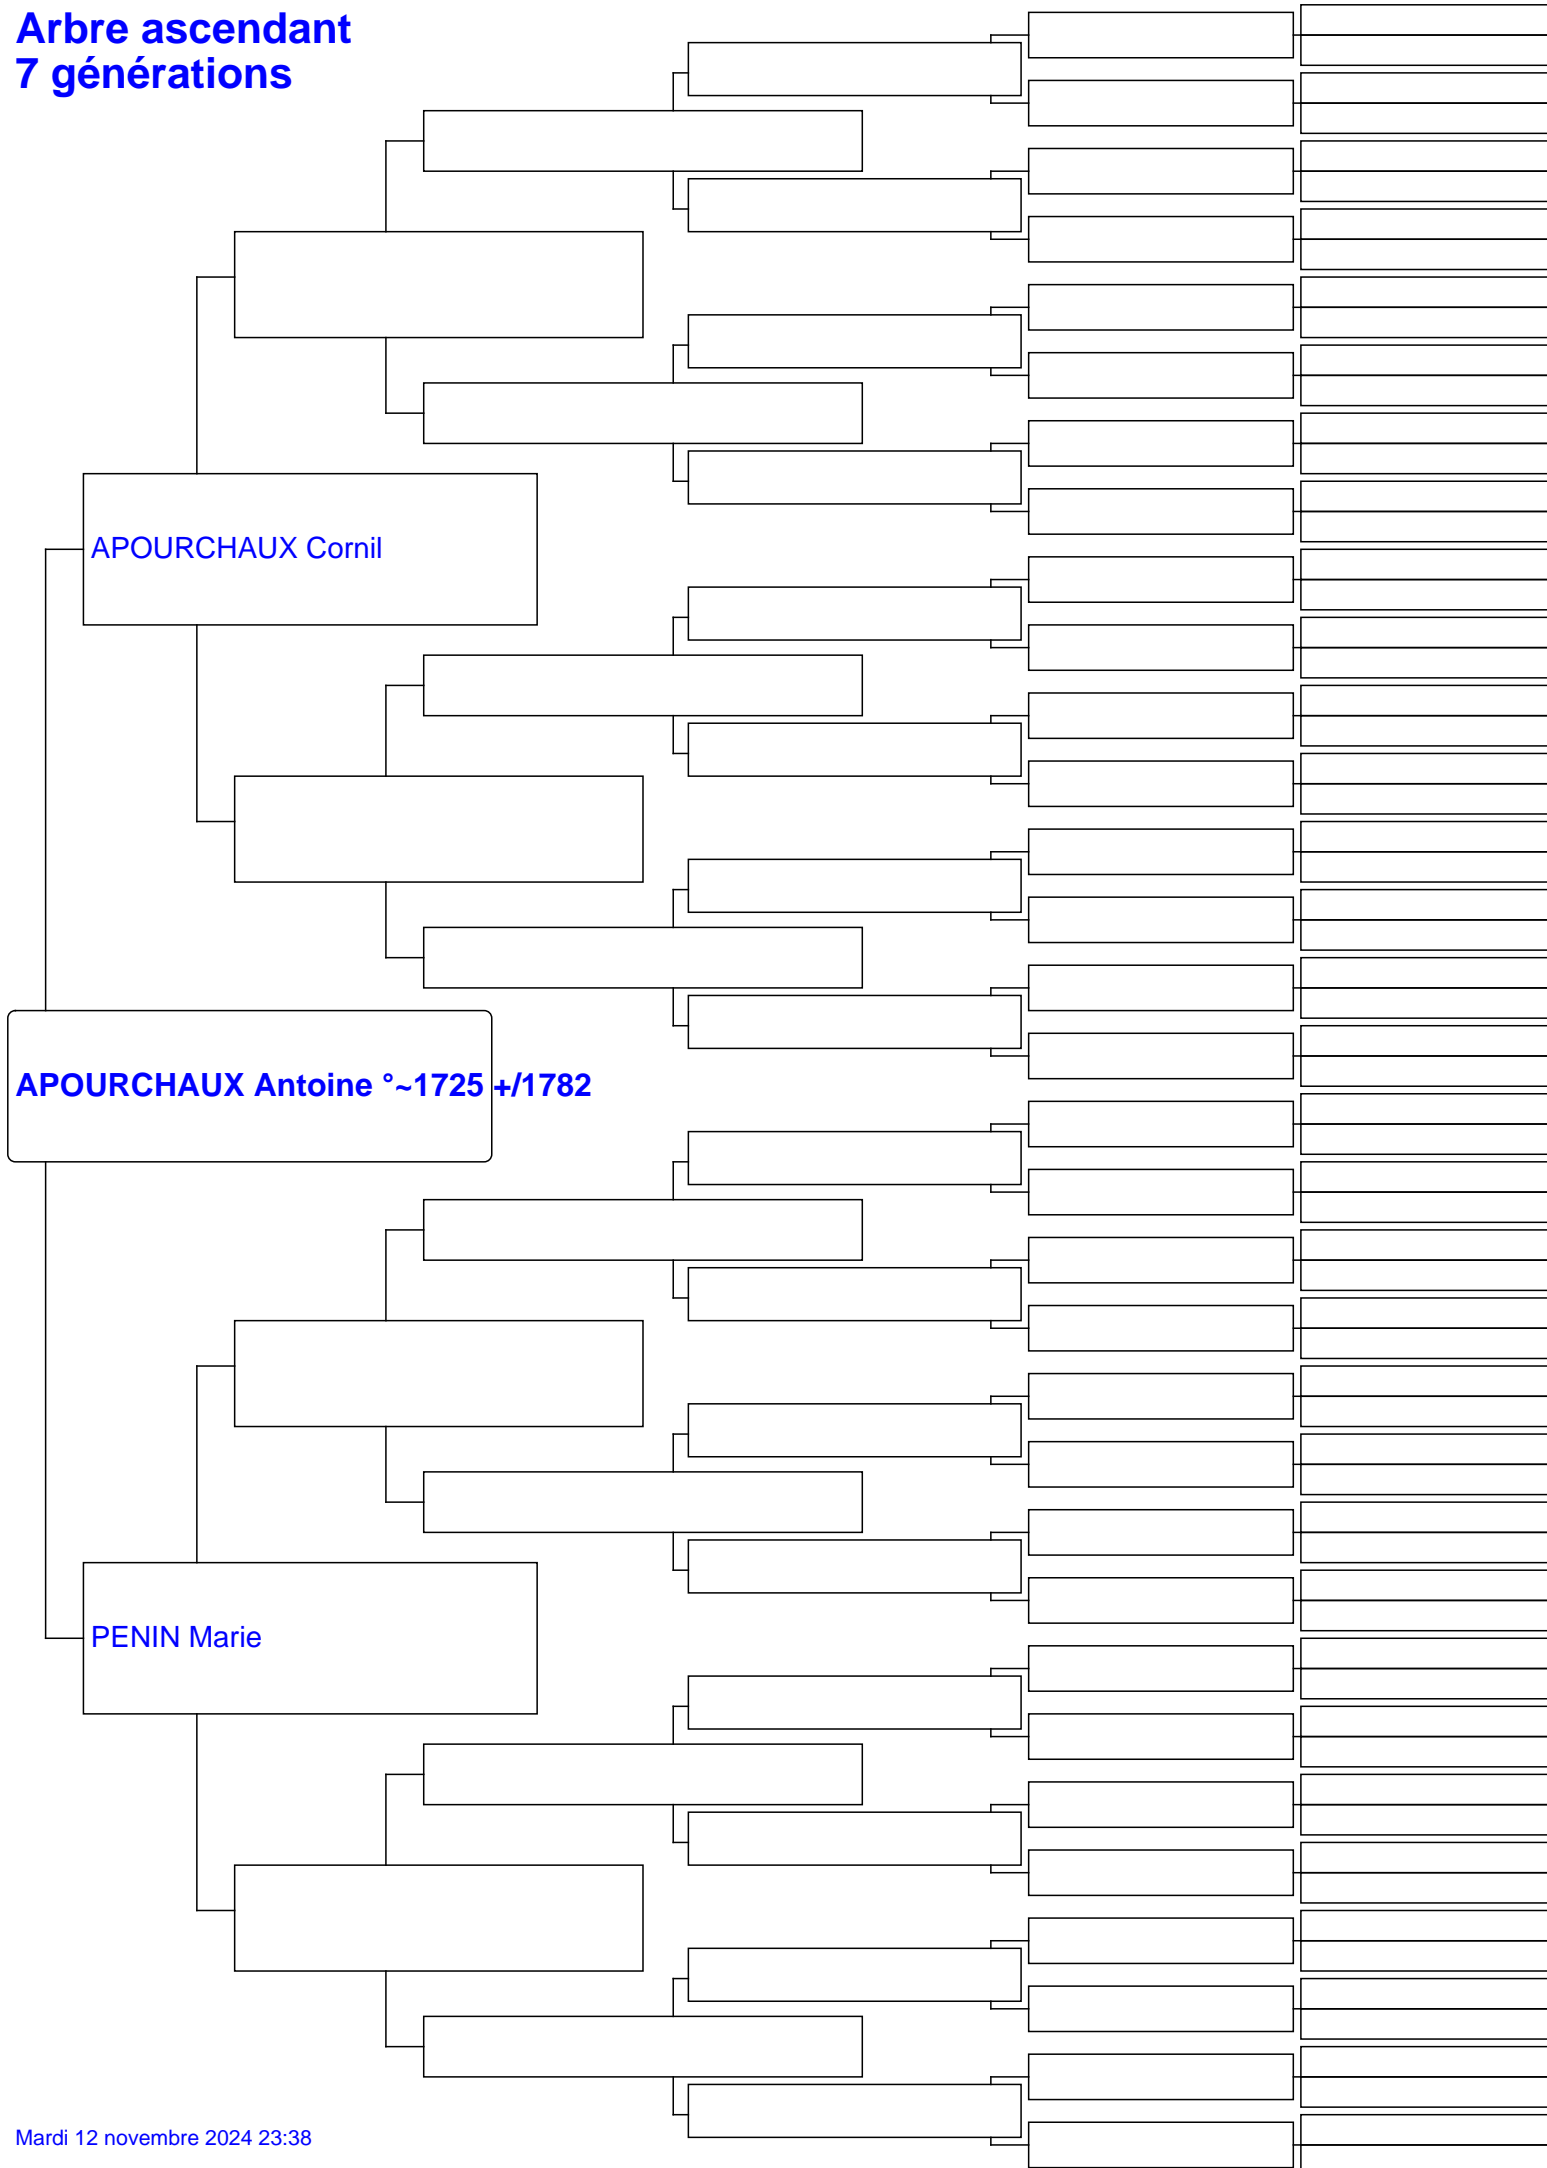 Arbre ascendant
7 générations
APOURCHAUX Cornil
APOURCHAUX Antoine °~1725 +/1782
PENIN Marie
Mardi 12 novembre 2024 23:38